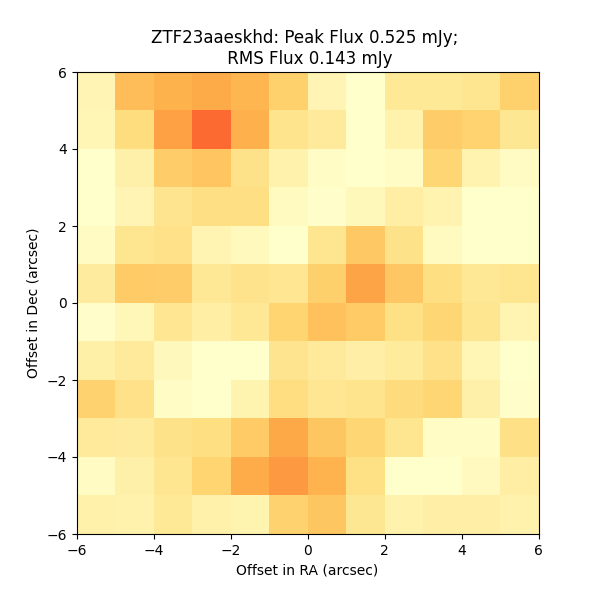 ZTF23aaeskhd: Peak Flux 0.525 mJy;
RMS Flux 0.143 mJy
6
4
2
0
−2
−4
−6
Offset in Dec (arcsec)
−6 −4 −2 0 2 4 6
Offset in RA (arcsec)